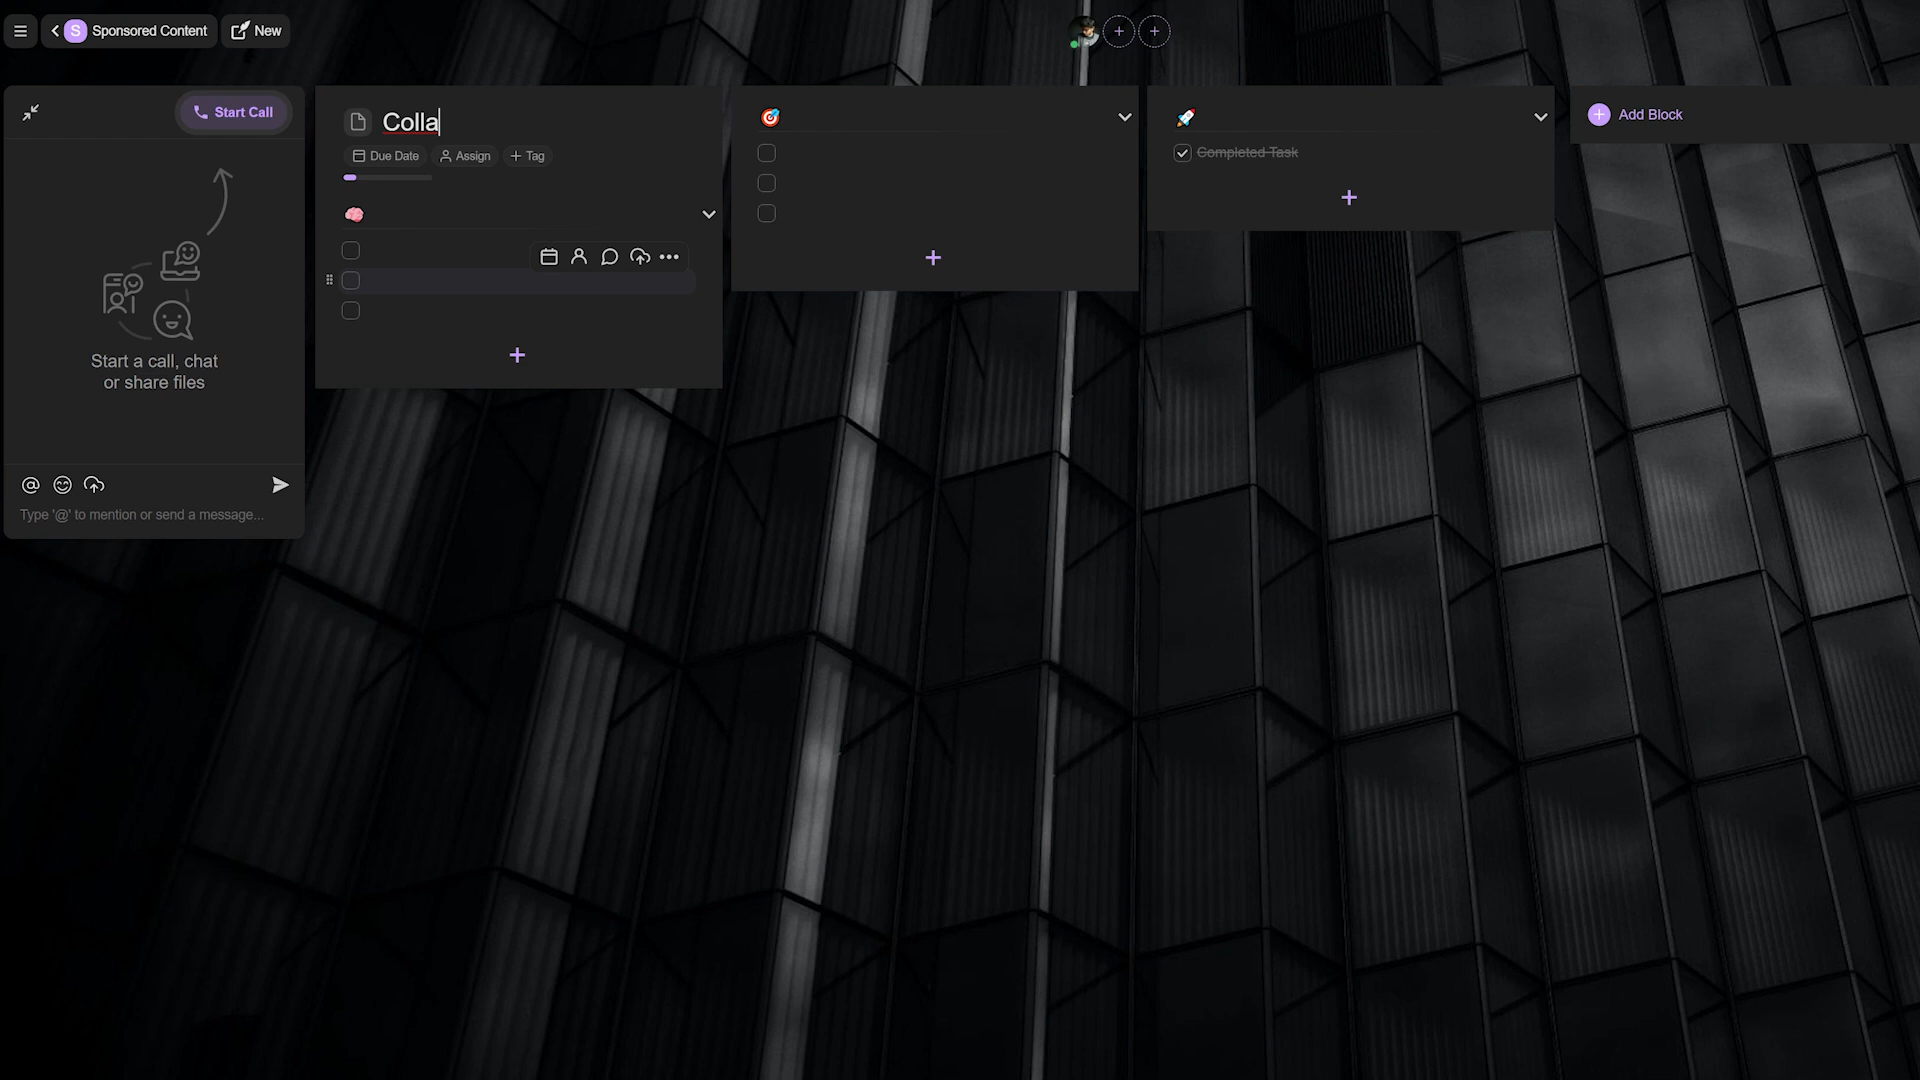 S Sponsored Content
New
Start Call
Start a call, chat
or share files
Type '@' to mention or send a message...
Colla
Due Date
Assign
+ Tag
Completed Task
Add Block